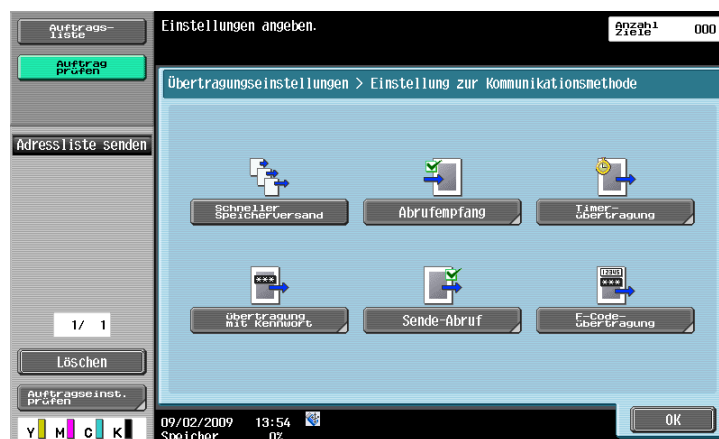 Auftrags-
liste
Auftrag
prüfen
Adressliste senden
1/ 1
Löschen
Auftragseinst.
prüfen
Y M C K
Einstellungen angeben.
Anzahl
Ziele 000
Übertragungseinstellungen > Einstellung zur Kommunikationsmethode
Schneller
Speicherversand
Abrufempfang
Timer-
übertragung
***
12345
***
Übertragung
mit Kennwort
Sende-Abruf
F-Code-
übertragung
09/02/2009 13:54
Speicher 0%
OK